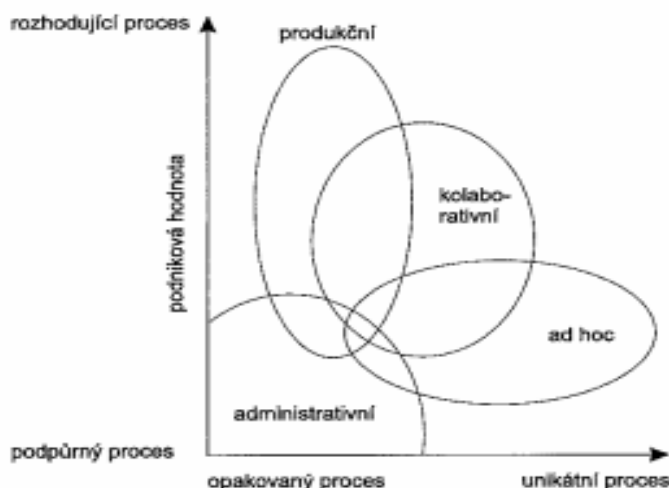 rozhodující proces
produkční
kolabo-
rativní
podniková hodnota
ad hoc
administrativní
podpůrný proces
opakovaný proces
unikátní proces